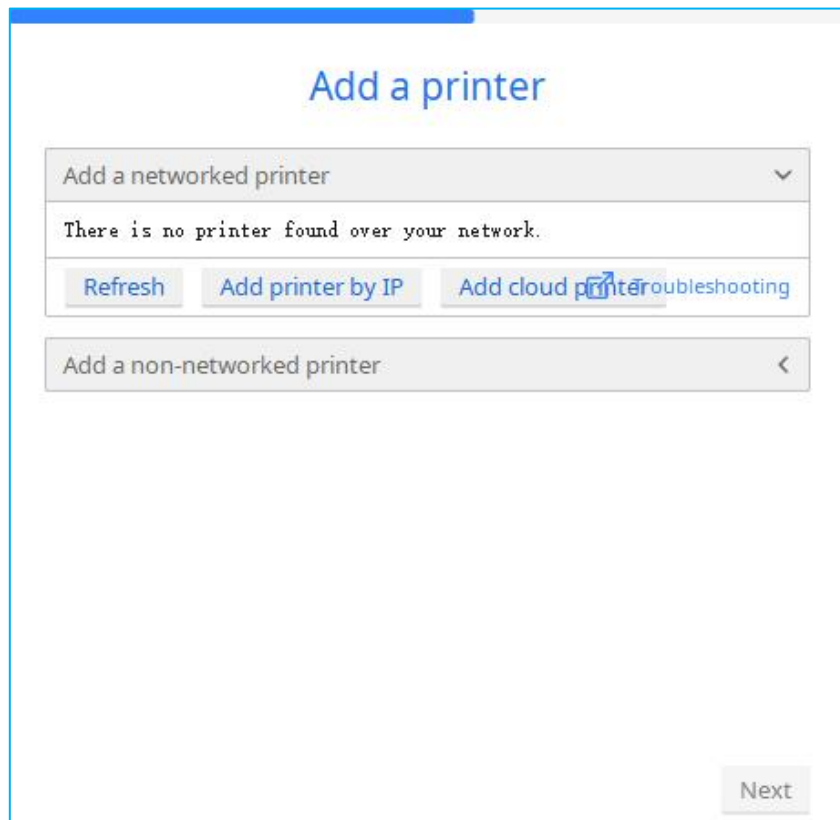 Add a printer
Add a networked printer
There is no printer found over your network.
Refresh Add printer by IP Add cloud printer Troubleshooting
Add a non-networked printer
Next